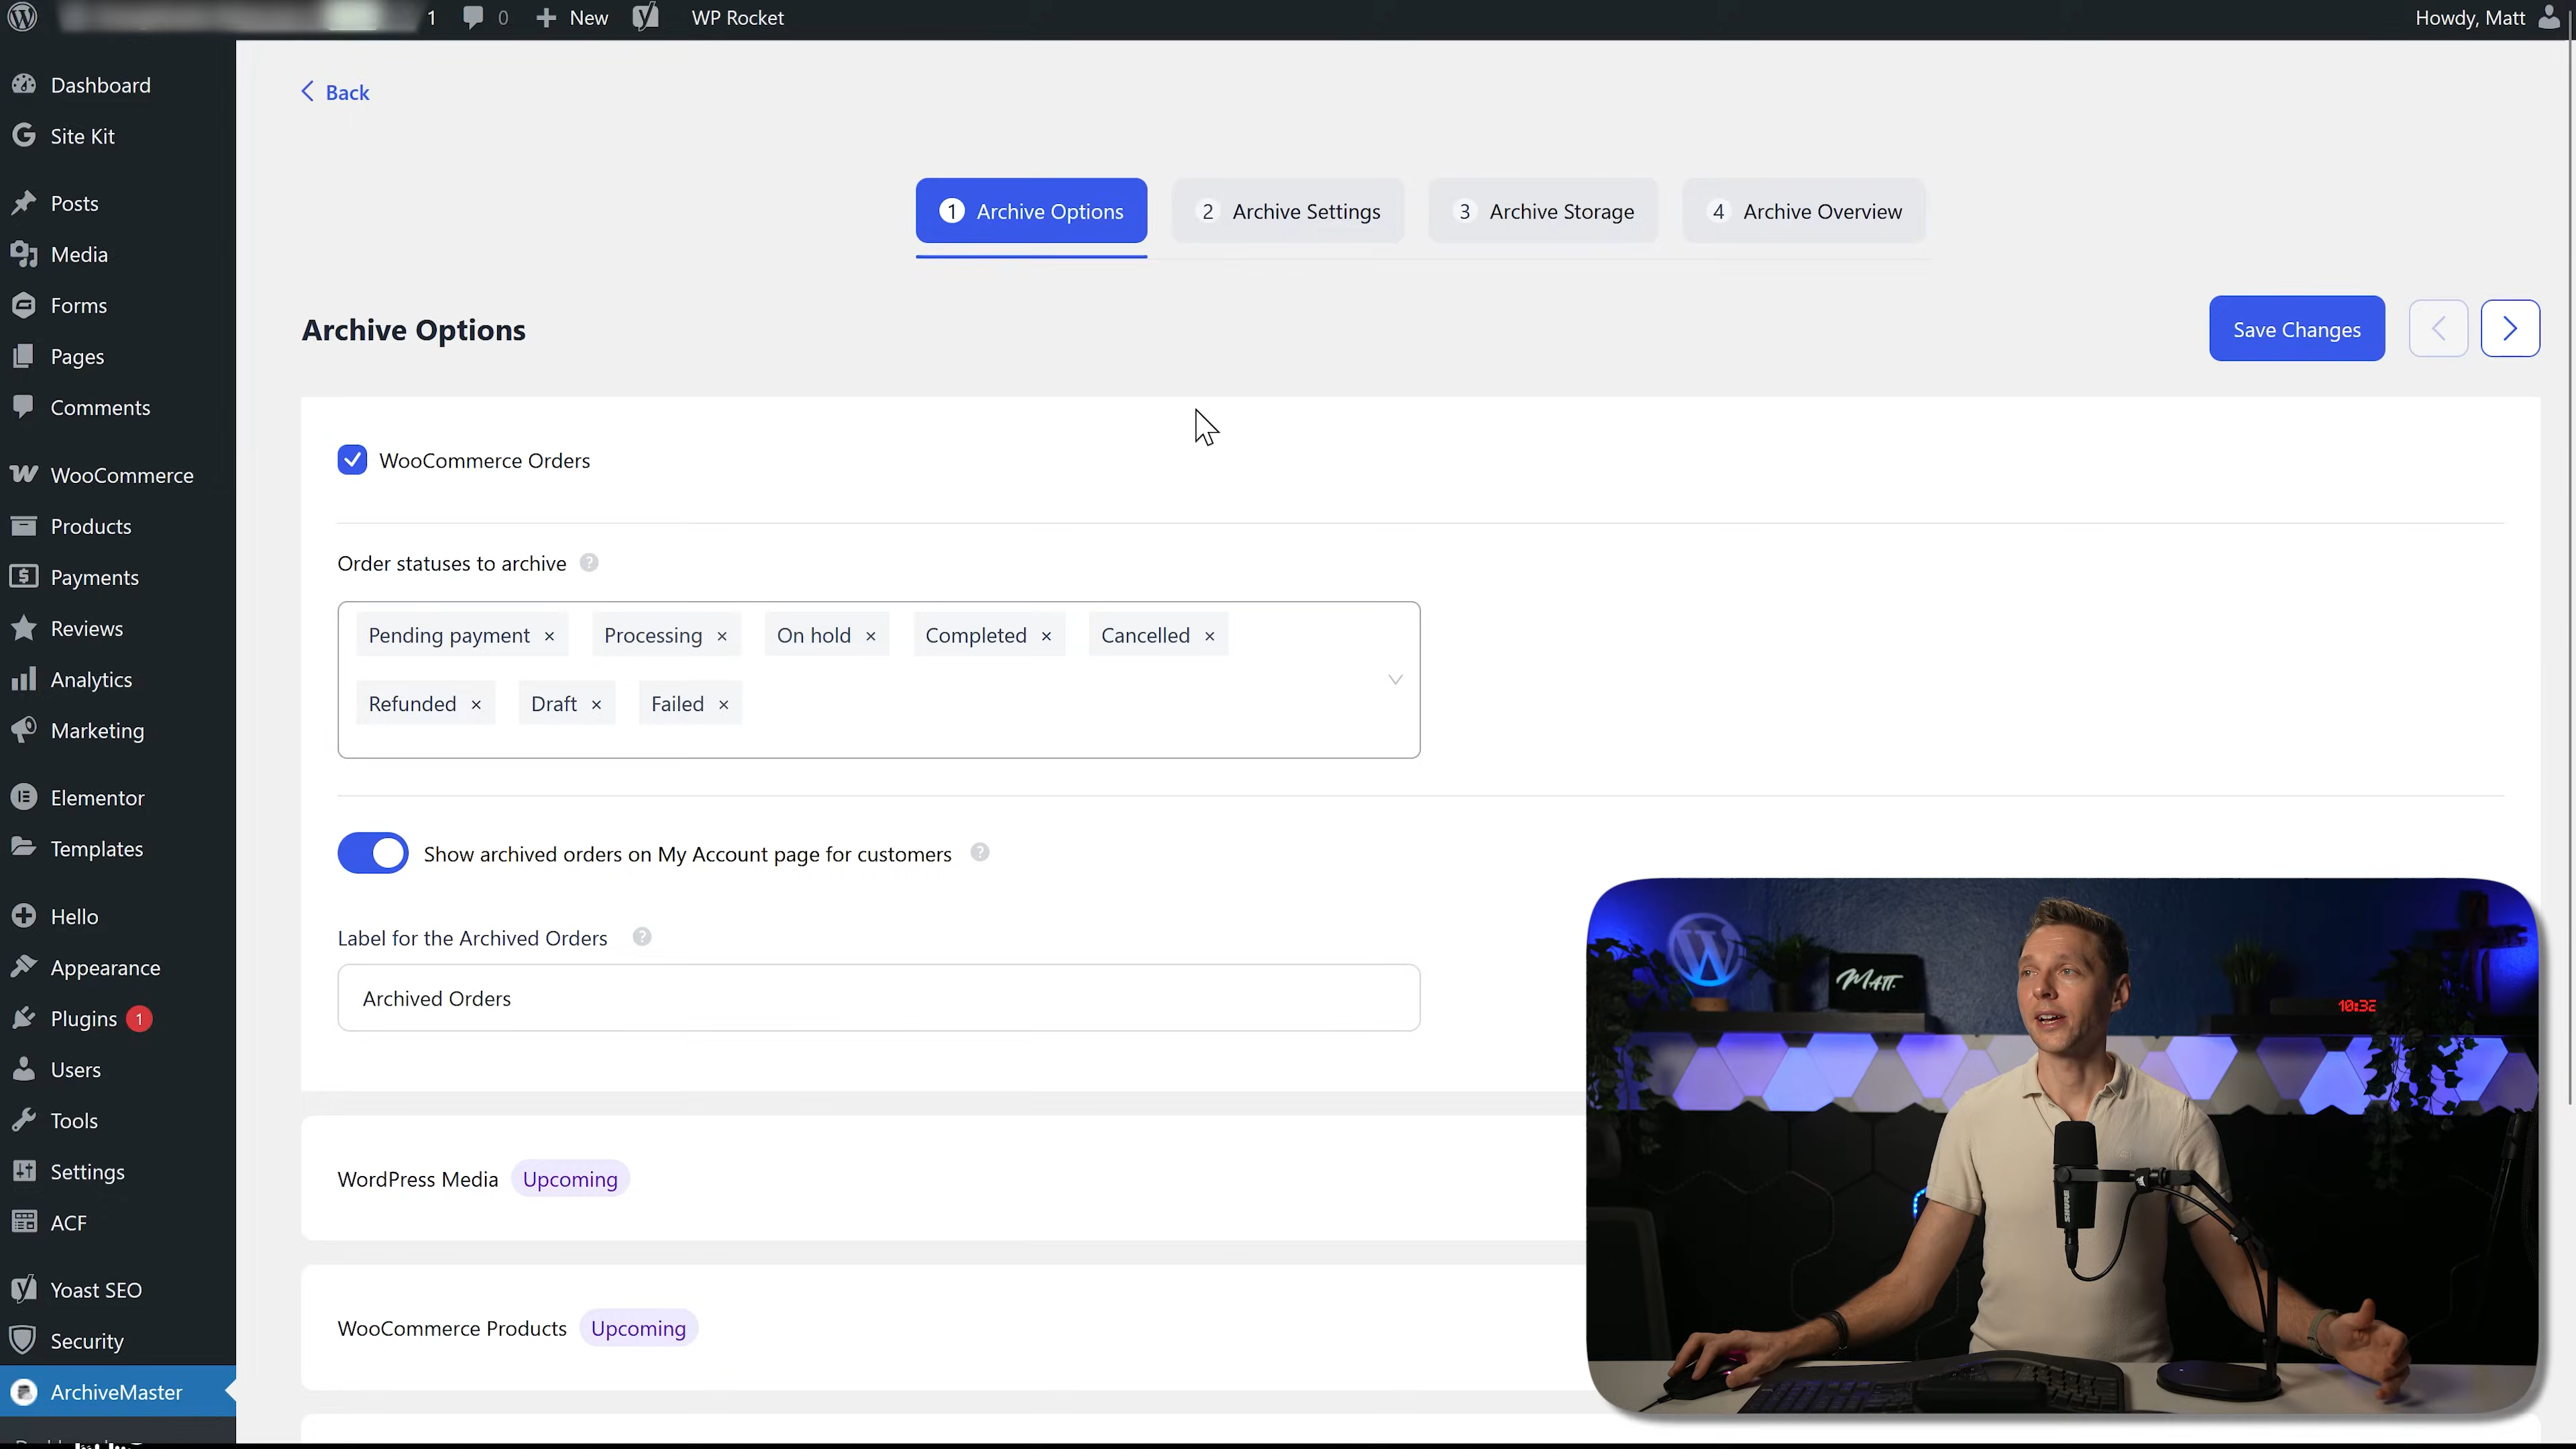 1 0 New WP Rocket Howdy, Matt
Dashboard
Site Kit
Posts
Media
Forms
Pages
Comments
WooCommerce
Products
Payments
Reviews
Analytics
Marketing
Elementor
Templates
Hello
Appearance
Plugins 1
Users
Tools
Settings
ACF
Yoast SEO
Security
ArchiveMaster
Back
1 Archive Options 2 Archive Settings 3 Archive Storage 4 Archive Overview
Archive Options Save Changes
WooCommerce Orders
Order statuses to archive ?
Pending payment × Processing × On hold × Completed × Cancelled ×
Refunded × Draft × Failed ×
Show archived orders on My Account page for customers ?
Label for the Archived Orders ?
Archived Orders
WordPress Media Upcoming
WooCommerce Products Upcoming
MATT.
10:32
SHURE